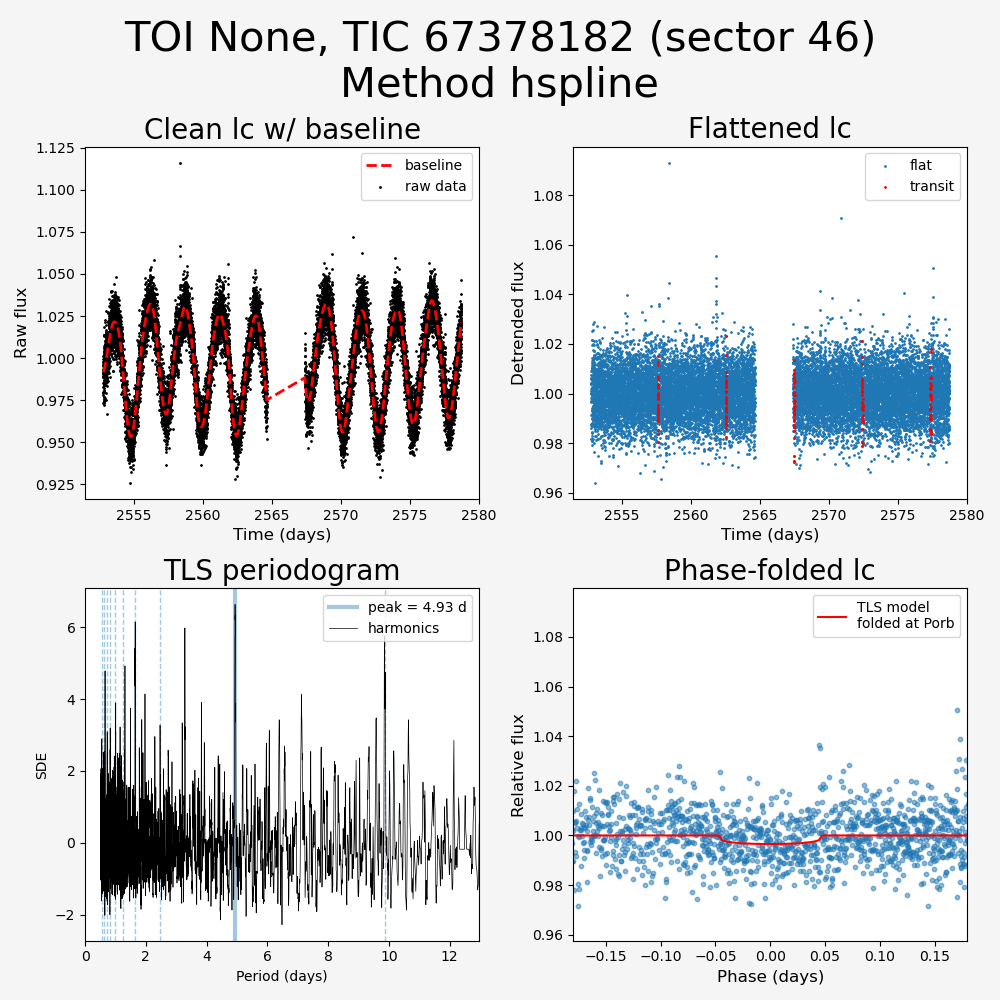 TOI None, TIC 67378182 (sector 46)
Method hspline
Clean lc w/ baseline
1.125
1.100
1.075
1.050
1.025
1.000
0.975
0.950
0.925
Raw flux
baseline
raw data
2555
2560
2565
2570
2575
2580
Time (days)
Flattened lc
1.08
1.06
1.04
1.02
1.00
0.98
0.96
Detrended flux
flat
transit
2555
2560
2565
2570
2575
2580
Time (days)
TLS periodogram
6
4
2
0
−2
SDE
peak = 4.93 d
harmonics
0
2
4
6
8
10
12
Period (days)
Phase-folded lc
1.08
1.06
1.04
1.02
1.00
0.98
0.96
Relative flux
TLS model
folded at Porb
−0.15
−0.10
−0.05
0.00
0.05
0.10
0.15
Phase (days)